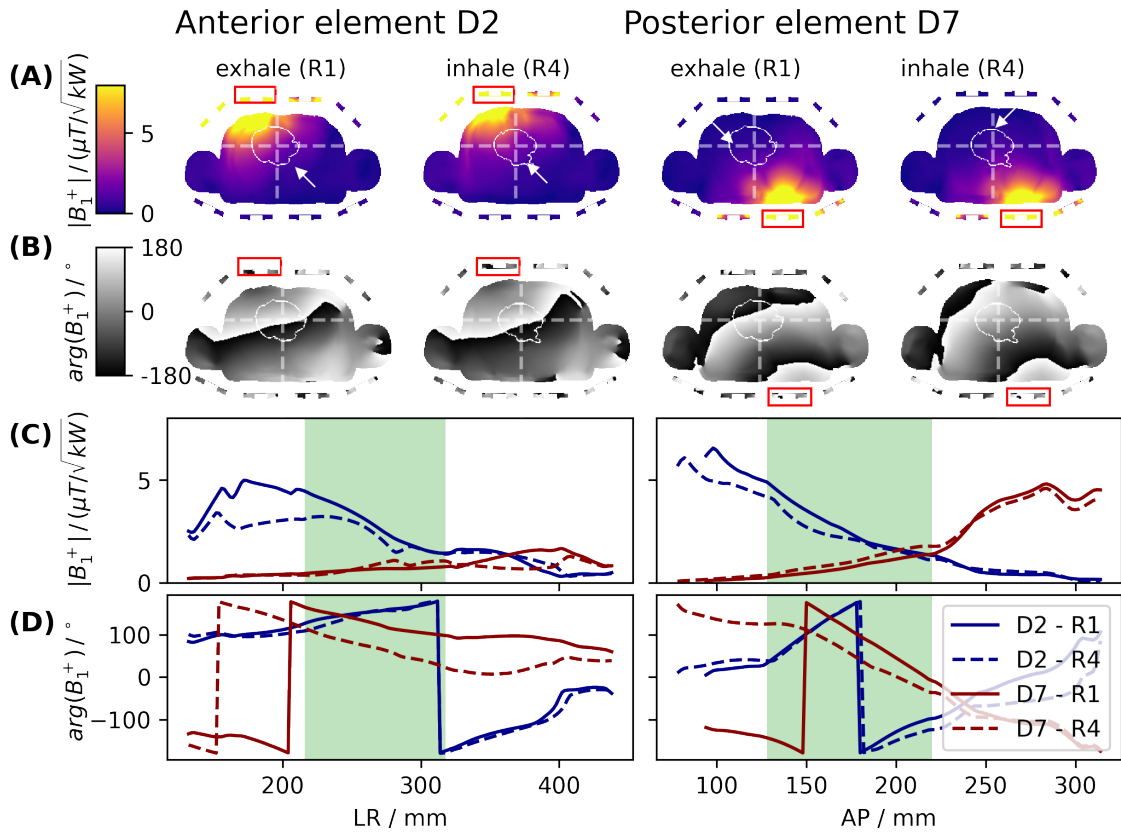 Anterior element D2
Posterior element D7
(A)
exhale (R1)
inhale (R4)
exhale (R1)
inhale (R4)
|B₁⁺| / (μT/√kW)
5
0
(B)
arg(B₁⁺)/ °
180
0
-180
(C)
|B₁⁺| / (μT/√kW)
5
0
(D)
arg(B₁⁺)/ °
100
0
−100
200
300
400
LR / mm
100
150
200
250
300
AP / mm
D2 - R1
D2 - R4
D7 - R1
D7 - R4